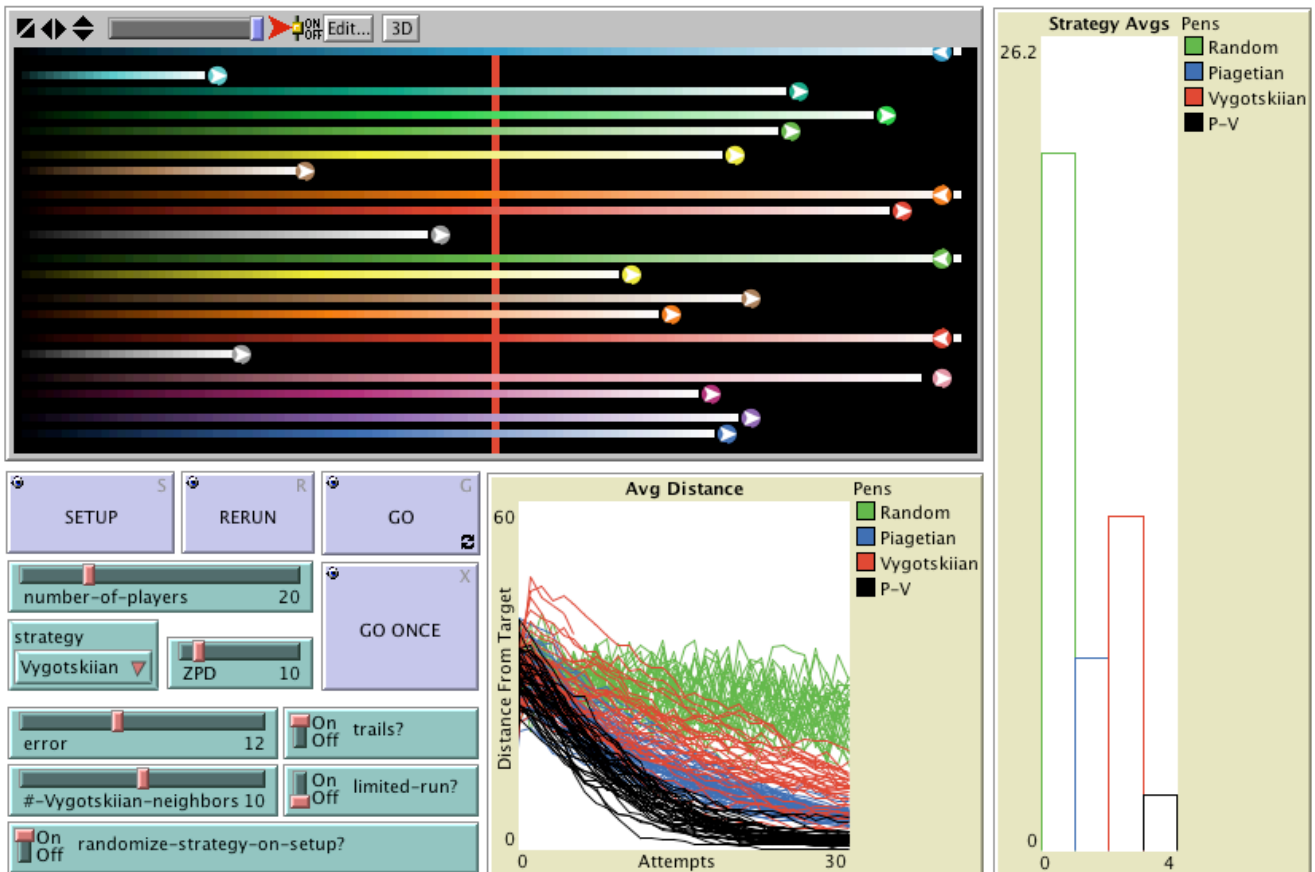 ON
OFF
Edit...
3D
SETUP
S
RERUN
R
GO
G
number-of-players 20
strategy
Vygotskiian
ZPD 10
GO ONCE
X
error 12
On
Off
trails?
#-Vygotskiian-neighbors 10
On
Off
limited-run?
On
Off
randomize-strategy-on-setup?
Avg Distance
Pens
Random
Piagetian
Vygotskiian
P-V
60
Distance From Target
0
0
Attempts
30
Strategy Avgs
Pens
Random
Piagetian
Vygotskiian
P-V
26.2
0
0
4